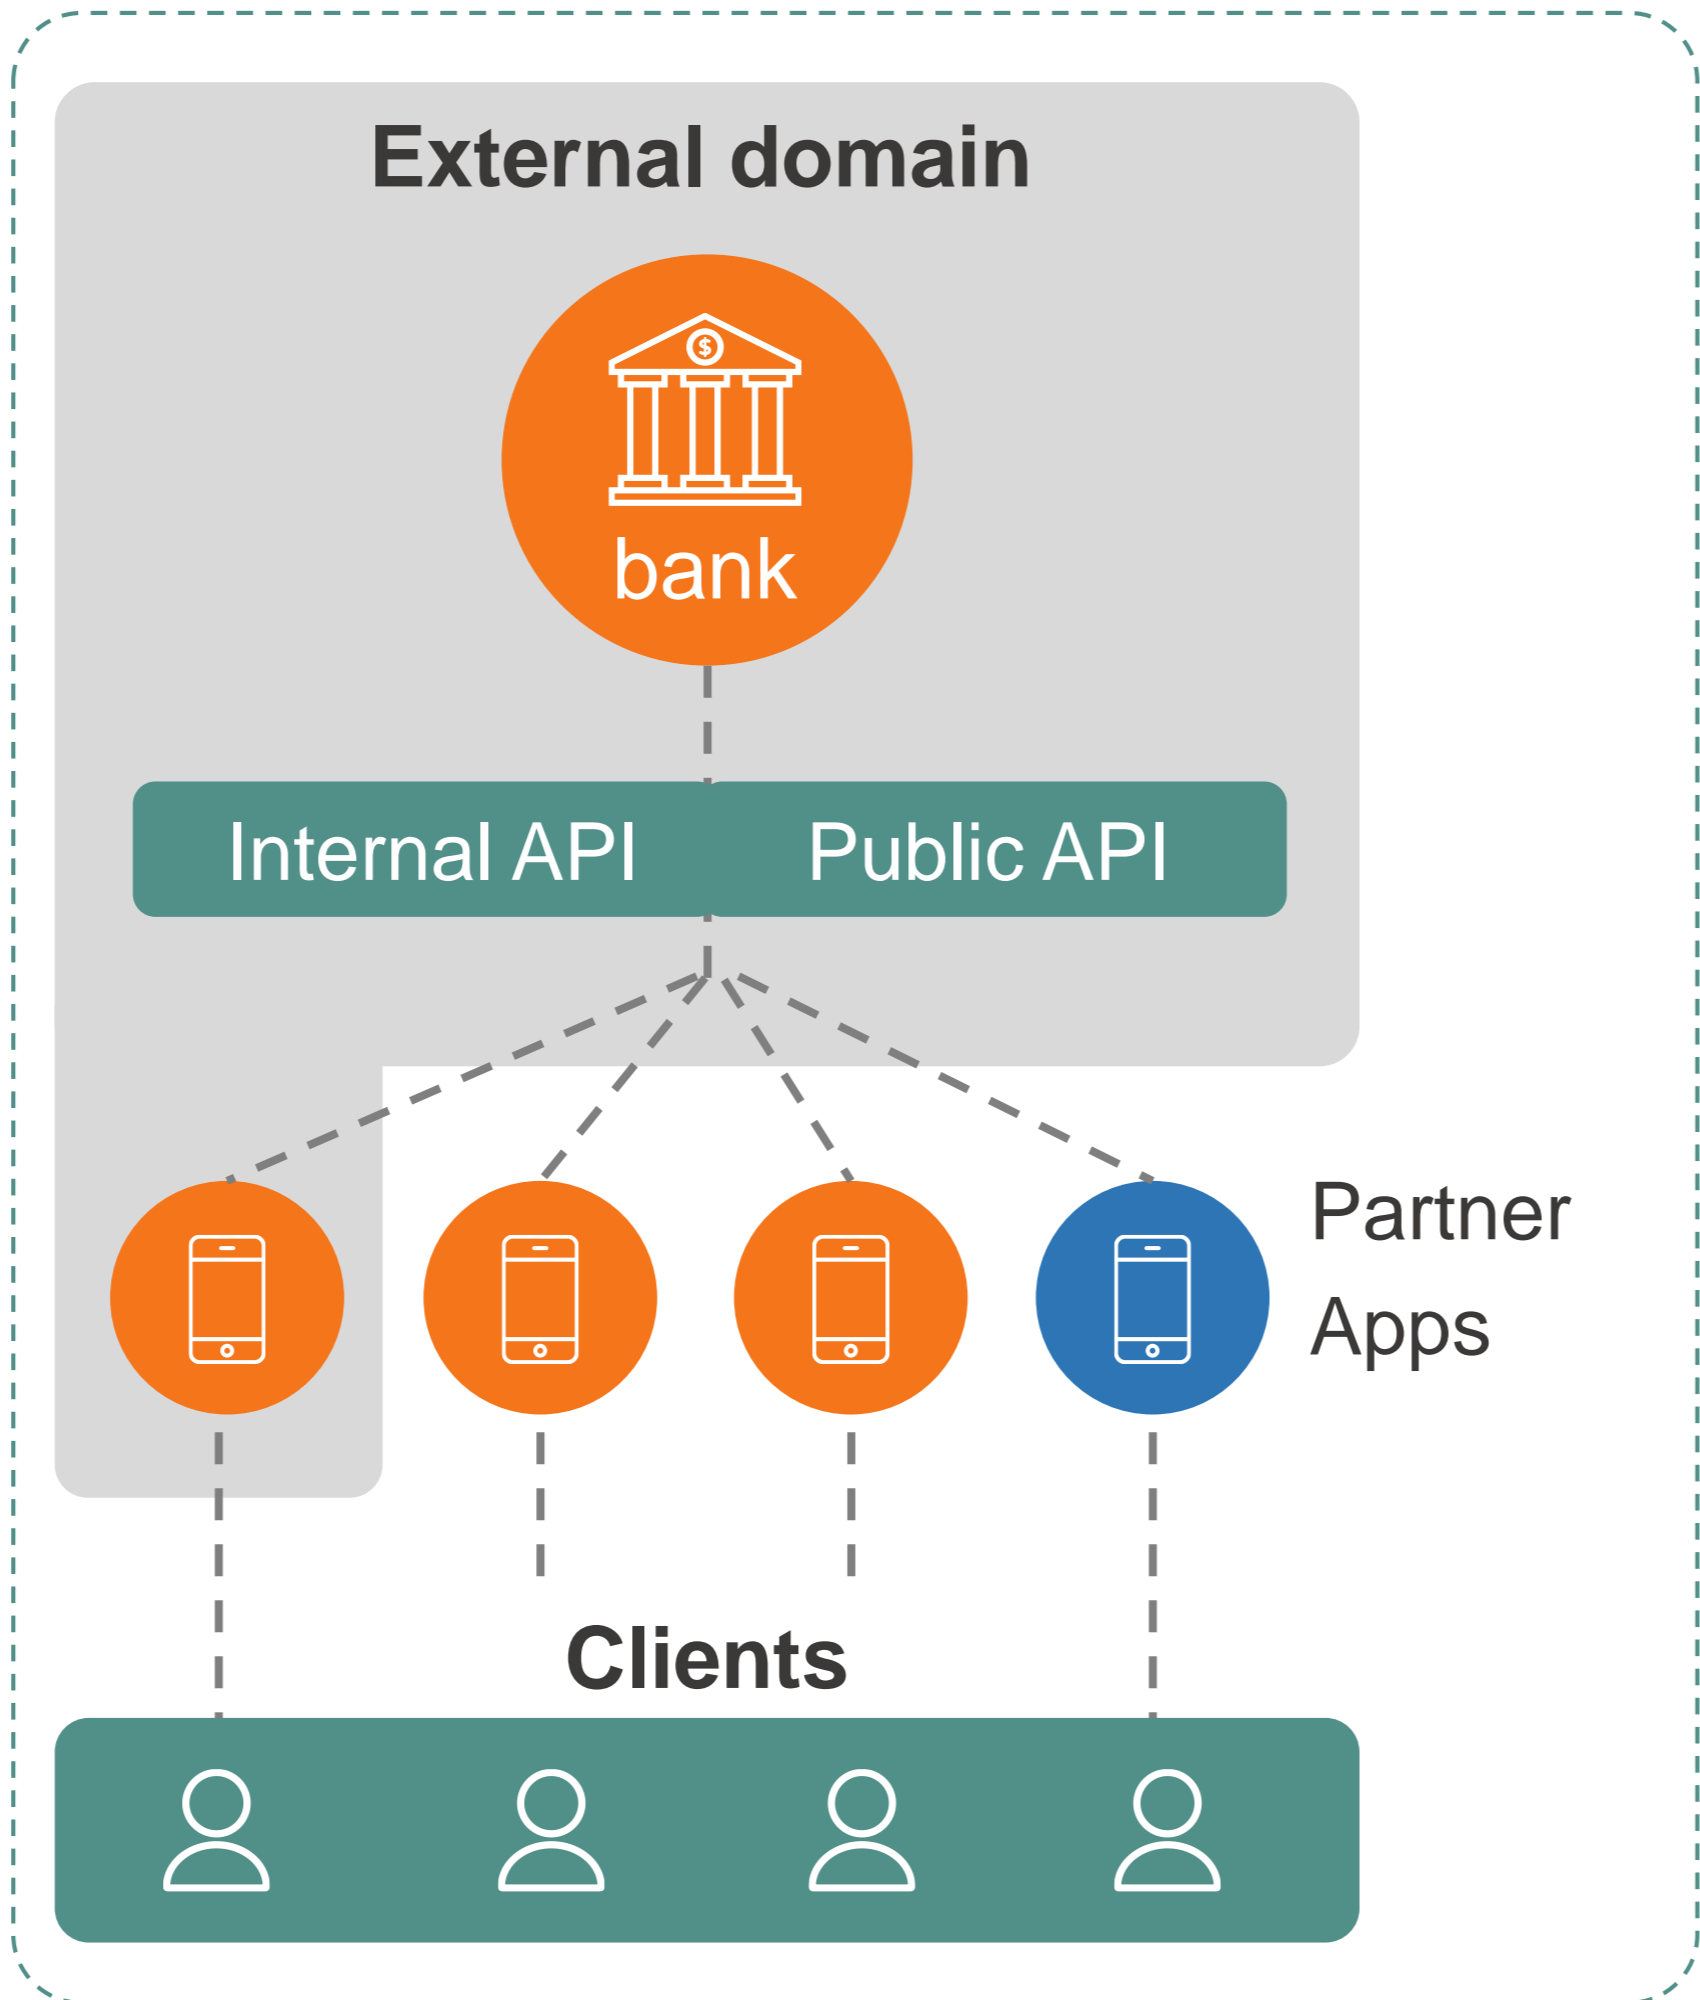 External domain
$
bank
Internal API
Public API
Partner
Apps
Clients